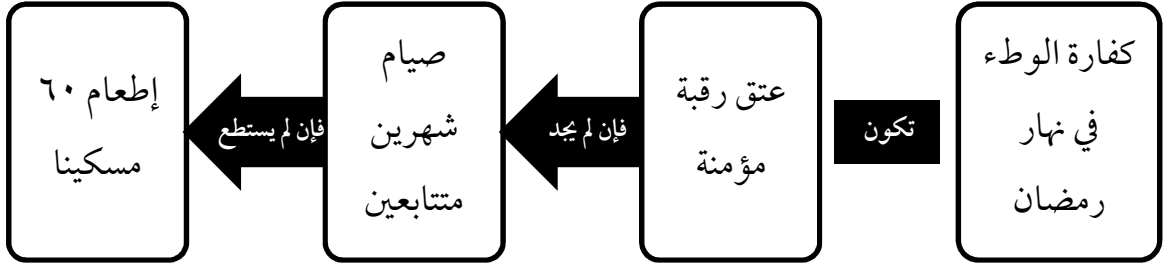 كفارة الوطء
في نهار
رمضان
تكون
عتق رقبة
مؤمنة
فإن لم يجد
صيام
شهرين
متتابعين
فإن لم يستطع
إطعام ٦٠
مسكينا